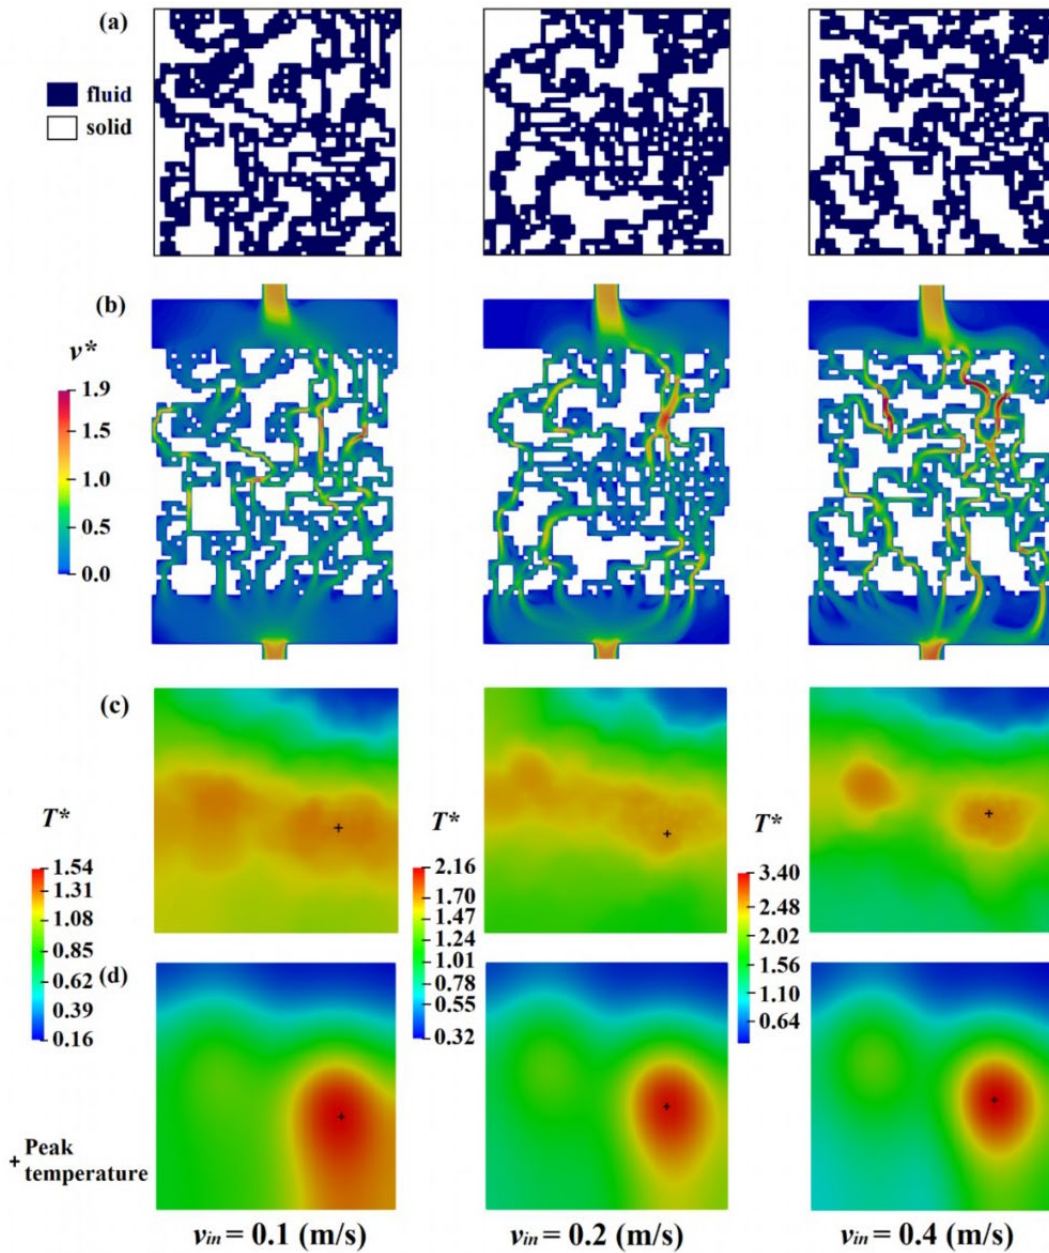 (a)
fluid
solid
(b)
v*
1.9
1.5
1.0
0.5
0.0
(c)
T*
1.54
1.31
1.08
0.85
0.62
0.39
0.16
T*
2.16
1.70
1.47
1.24
1.01
0.78
0.55
0.32
T*
3.40
2.48
2.02
1.56
1.10
0.64
(d)
+ Peak
temperature
+
+
+
+
+
+
vin = 0.1 (m/s)
vin = 0.2 (m/s)
vin = 0.4 (m/s)